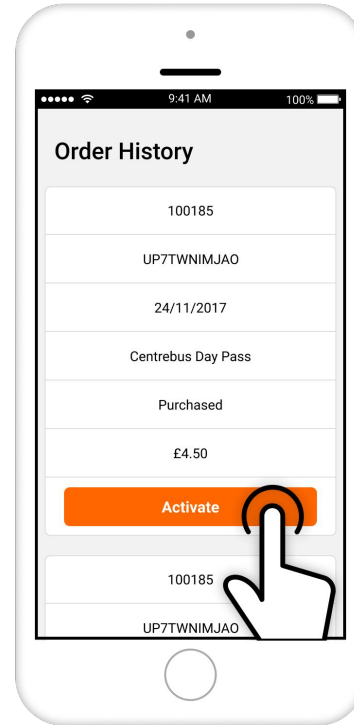 9:41 AM 100%
Order History
100185
UP7TWNIMJAO
24/11/2017
Centrebus Day Pass
Purchased
£4.50
Activate
100185
UP7TWNIMJAO